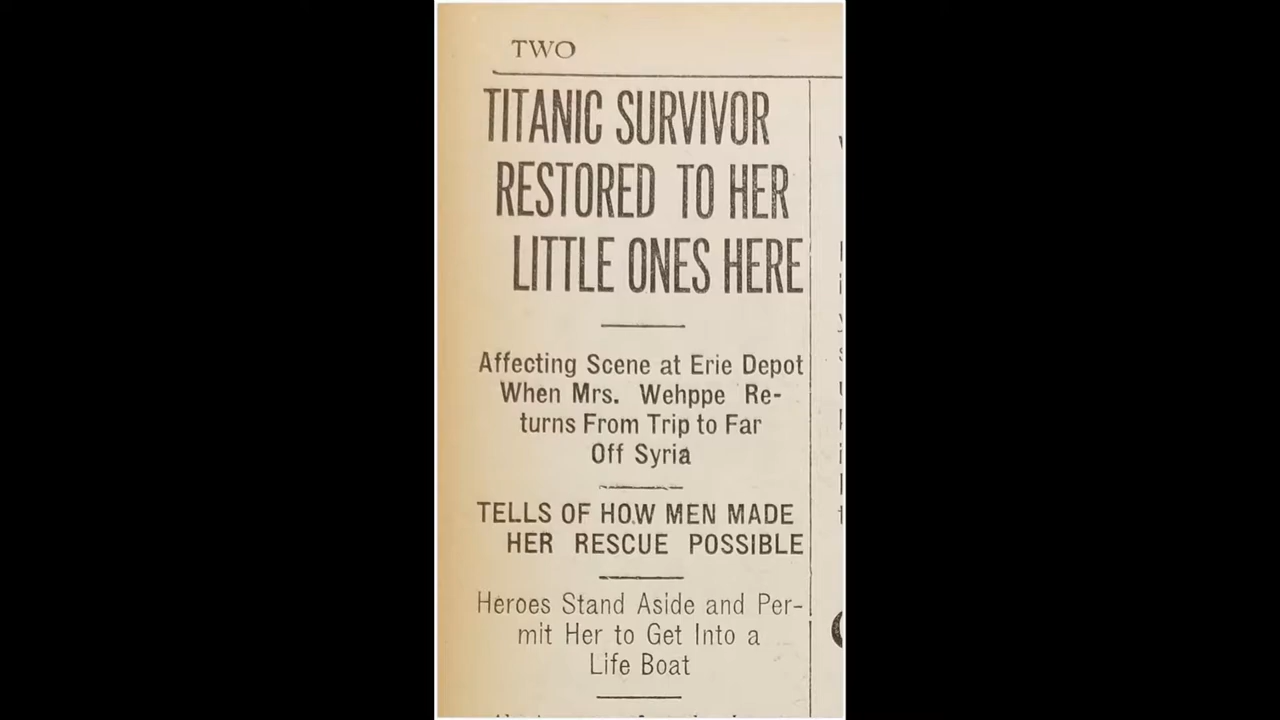 TWO
TITANIC SURVIVOR
RESTORED TO HER
LITTLE ONES HERE
Affecting Scene at Erie Depot
When Mrs. Wehppe Re-
turns From Trip to Far
Off Syria
TELLS OF HOW MEN MADE
HER RESCUE POSSIBLE
Heroes Stand Aside and Per-
mit Her to Get Into a
Life Boat